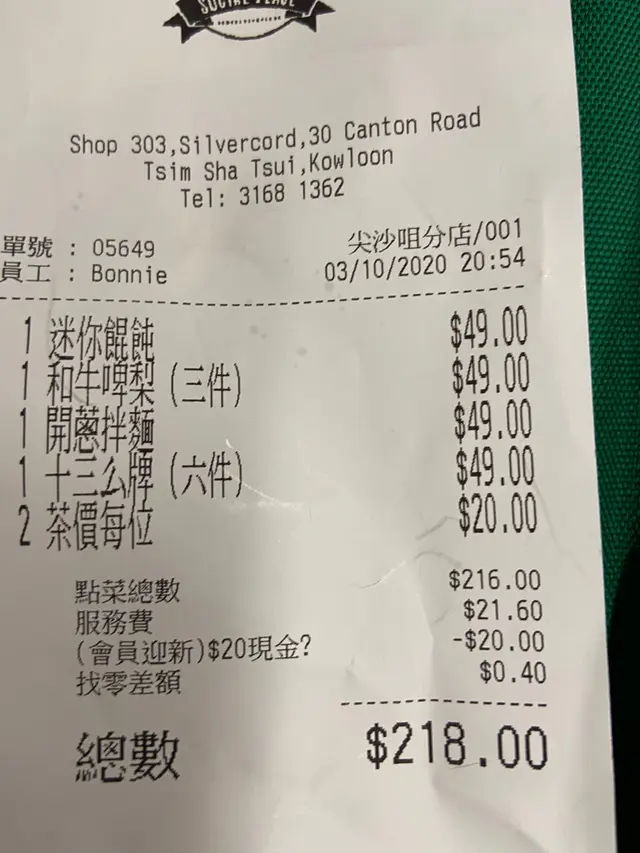 SOCIAL PLACE
Shop 303,Silvercord,30 Canton Road
Tsim Sha Tsui,Kowloon
Tel: 3168 1362
單號 : 05649 尖沙咀分店/001
員工 : Bonnie 03/10/2020 20:54
1 迷你餛飩 $49.00
1 和牛啤梨(三件) $49.00
1 開蔥拌麵 $49.00
1 十三么牌(六件) $49.00
2 茶價每位 $20.00
點菜總數 $216.00
服務費 $21.60
(會員迎新)$20現金? -$20.00
找零差額 $0.40
總數 $218.00